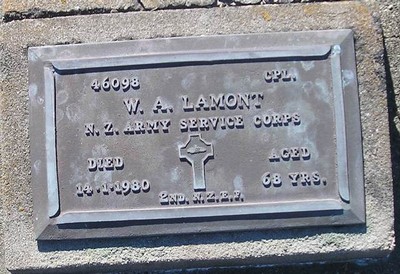 46098 CPL.
W. A. LAMONT
N. Z. ARMY SERVICE CORPS
DIED AGED
14.1.1980 68 YRS.
2ND. N.Z.E.F.